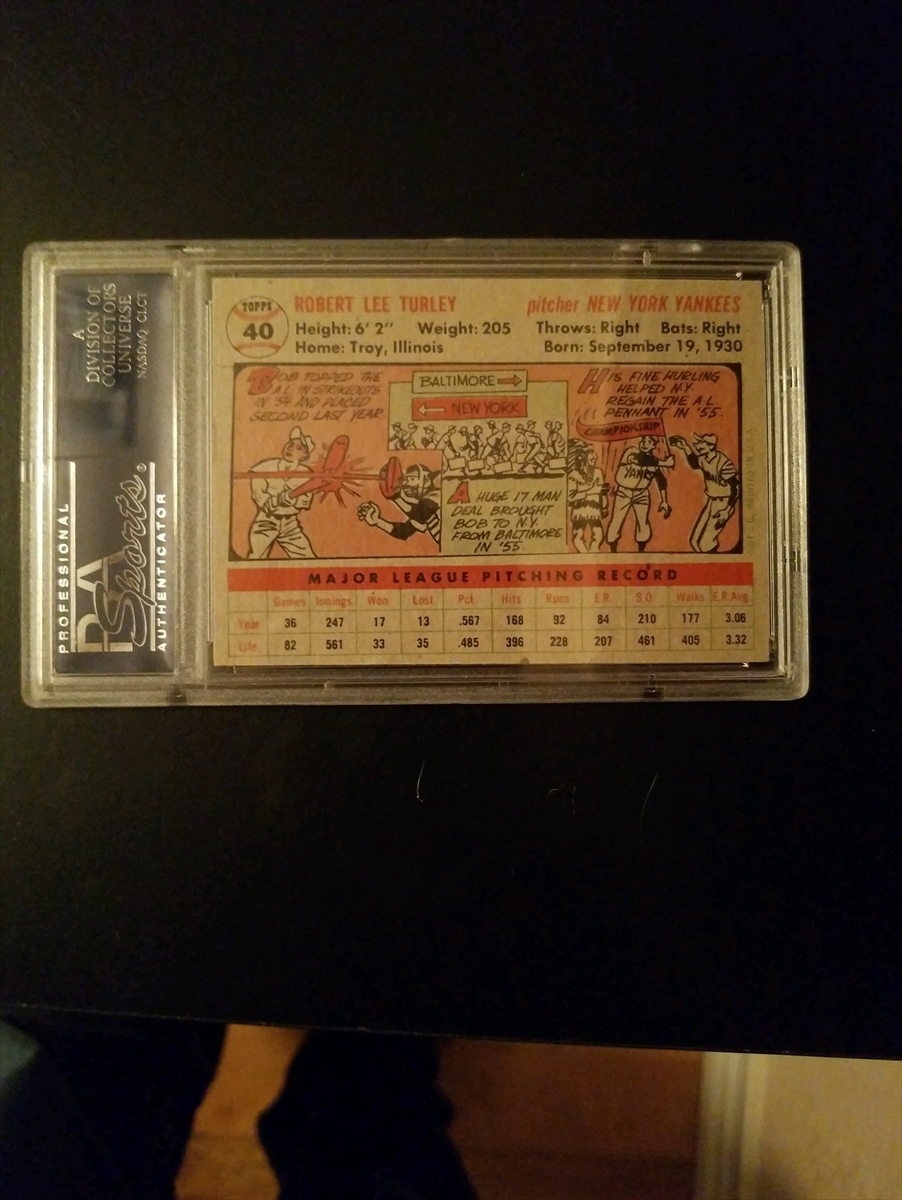 A
DIVISION OF
COLLECTORS
UNIVERSE
NASDAQ: CLCT
PROFESSIONAL
PSA
Sports®
AUTHENTICATOR
TOPPS
40
ROBERT LEE TURLEY pitcher NEW YORK YANKEES
Height: 6' 2" Weight: 205 Throws: Right Bats: Right
Home: Troy, Illinois Born: September 19, 1930
BOB TOPPED THE
A.L. IN STRIKEOUTS
IN '54 AND PLACED
SECOND LAST YEAR.
BALTIMORE
NEW YORK
A HUGE 17 MAN
DEAL BROUGHT
BOB TO N.Y.
FROM BALTIMORE
IN '55.
HIS FINE HURLING
HELPED N.Y.
REGAIN THE A.L.
PENNANT IN '55.
CHAMPIONSHIP
YANKS
MAJOR LEAGUE PITCHING RECORD
Games Innings Won Lost Pct. Hits Runs E.R. S.O. Walks E.R.Avg.
Year 36 247 17 13 .567 168 92 84 210 177 3.06
Life 82 561 33 35 .485 396 228 207 461 405 3.32